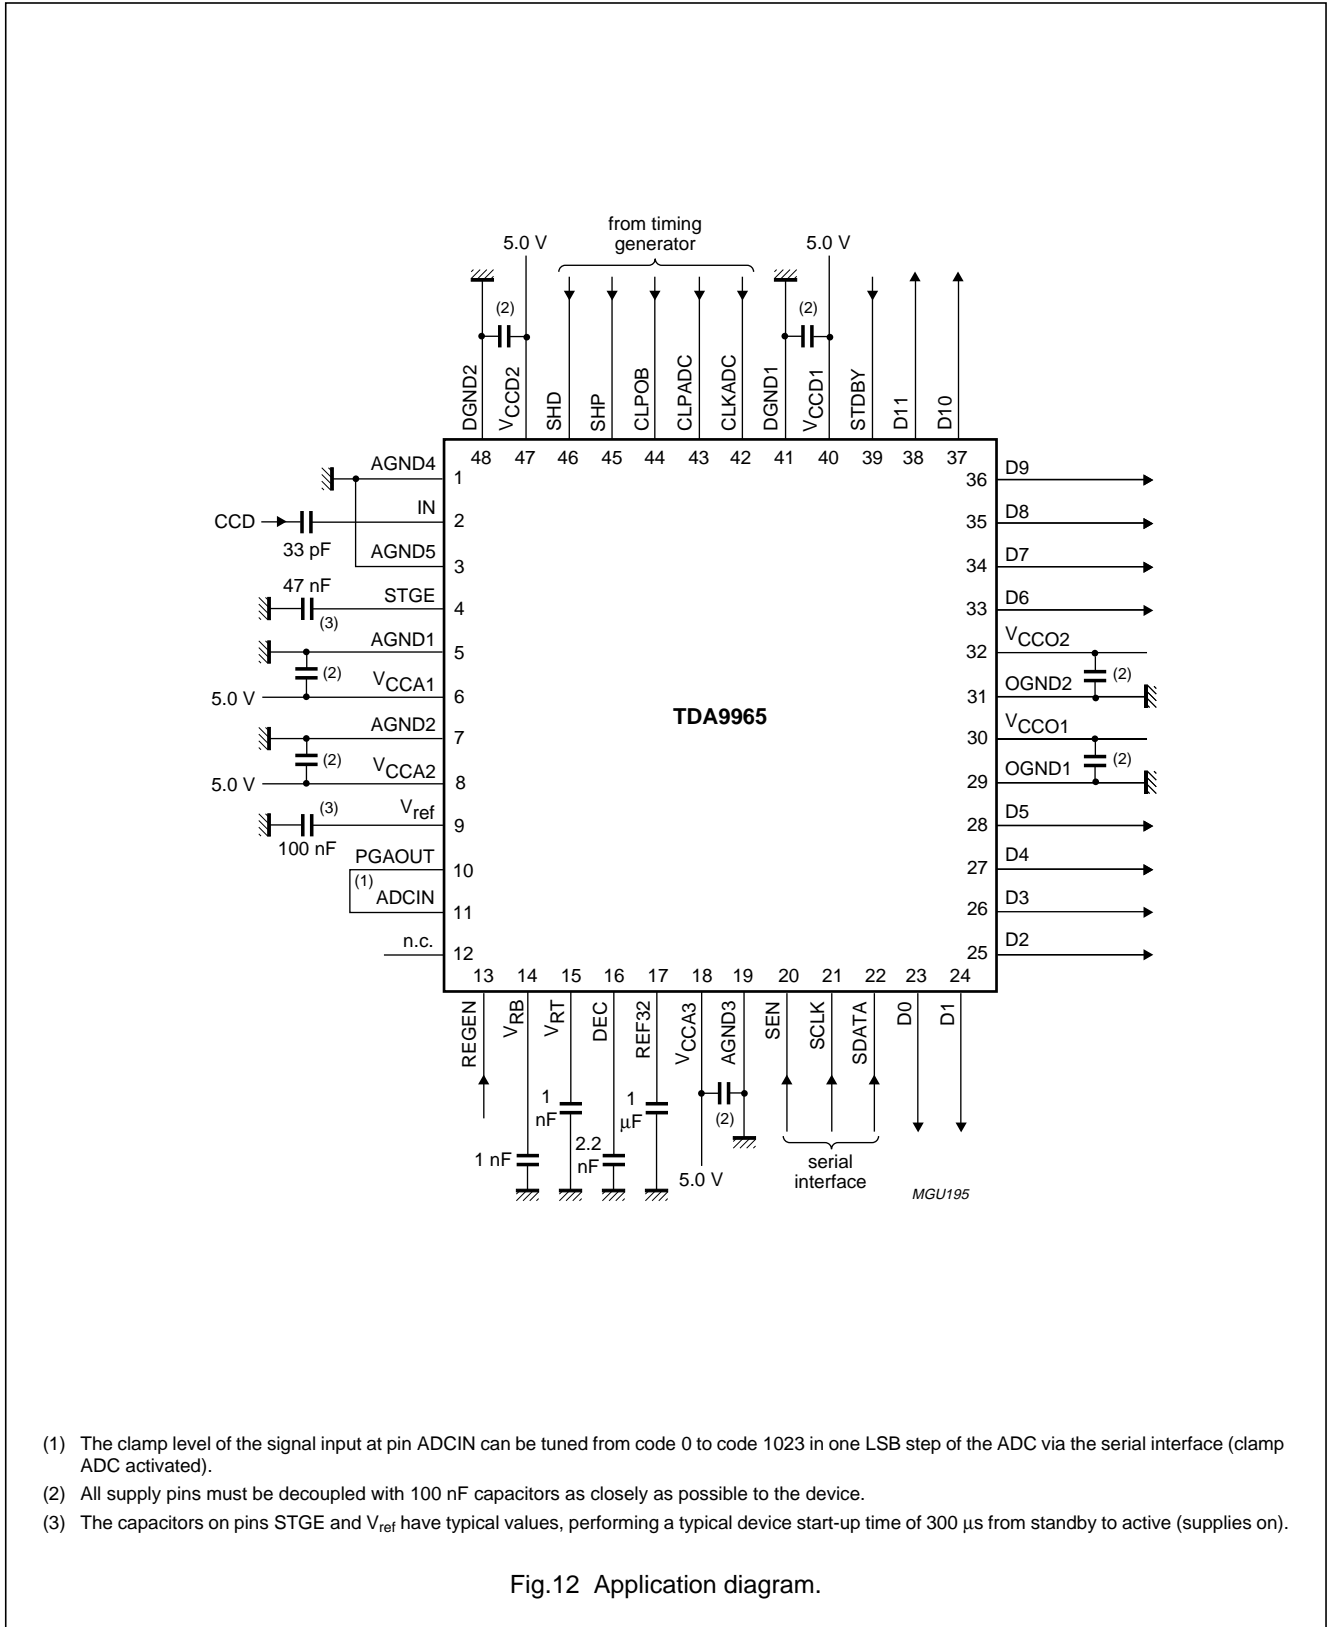 from timing
generator
5.0 V
5.0 V
(2)
(2)
DGND2
VCCD2
SHD
SHP
CLPOB
CLPADC
CLKADC
DGND1
VCCD1
STDBY
D11
D10
48 47 46 45 44 43 42 41 40 39 38 37
AGND4 1
CCD IN 2
33 pF
AGND5 3
47 nF
STGE 4
(3)
AGND1 5
(2)
5.0 V VCCA1 6
AGND2 7
(2)
5.0 V VCCA2 8
(3)
Vref 9
100 nF
PGAOUT 10
(1)
ADCIN 11
n.c. 12
TDA9965
36 D9
35 D8
34 D7
33 D6
32 VCCO2
(2)
31 OGND2
30 VCCO1
(2)
29 OGND1
28 D5
27 D4
26 D3
25 D2
13 14 15 16 17 18 19 20 21 22 23 24
REGEN
VRB
VRT
DEC
REF32
VCCA3
AGND3
SEN
SCLK
SDATA
D0
D1
1 nF
1
nF
2.2
nF
1
μF
(2)
5.0 V
serial
interface
MGU195
(1) The clamp level of the signal input at pin ADCIN can be tuned from code 0 to code 1023 in one LSB step of the ADC via the serial interface (clamp
ADC activated).
(2) All supply pins must be decoupled with 100 nF capacitors as closely as possible to the device.
(3) The capacitors on pins STGE and Vref have typical values, performing a typical device start-up time of 300 μs from standby to active (supplies on).
Fig.12 Application diagram.